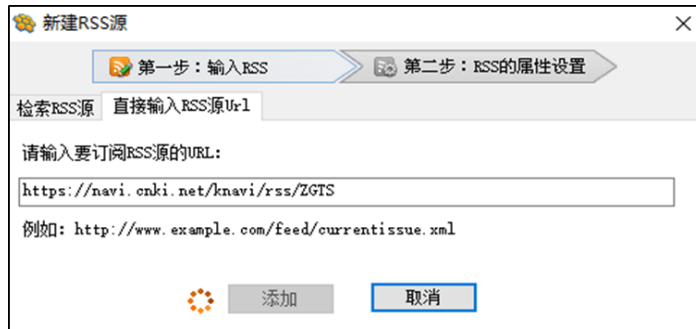 新建RSS源
第一步：输入RSS 第二步：RSS的属性设置
检索RSS源 直接输入RSS源Url
请输入要订阅RSS源的URL：
https://navi.cnki.net/knavi/rss/ZGTS
例如：http://www.example.com/feed/currentissue.xml
添加 取消